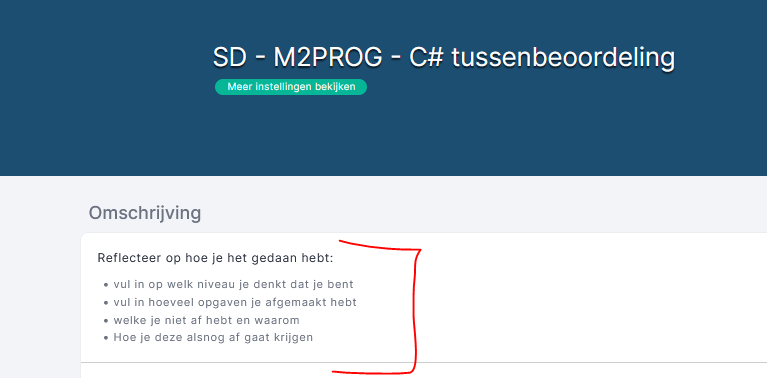 SD - M2PROG - C# tussenbeoordeling
Meer instellingen bekijken
Omschrijving
Reflecteer op hoe je het gedaan hebt:
• vul in op welk niveau je denkt dat je bent
• vul in hoeveel opgaven je afgemaakt hebt
• welke je niet af hebt en waarom
• Hoe je deze alsnog af gaat krijgen